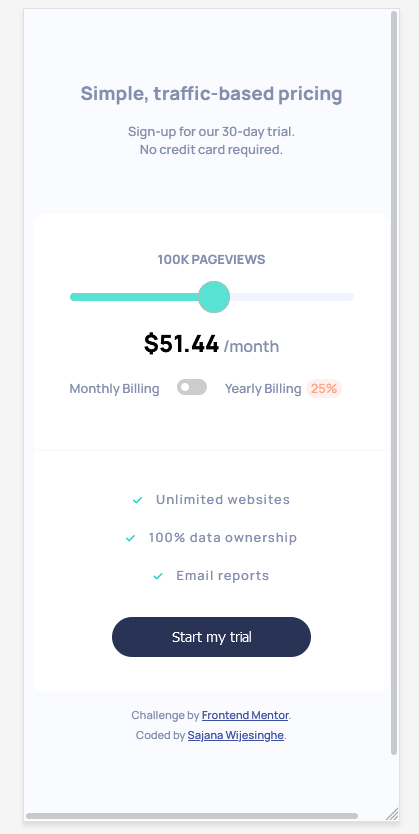 Simple, traffic-based pricing
Sign-up for our 30-day trial.
No credit card required.
100K PAGEVIEWS
$51.44 /month
Monthly Billing Yearly Billing 25%
Unlimited websites
100% data ownership
Email reports
Start my trial
Challenge by Frontend Mentor.
Coded by Sajana Wijesinghe.